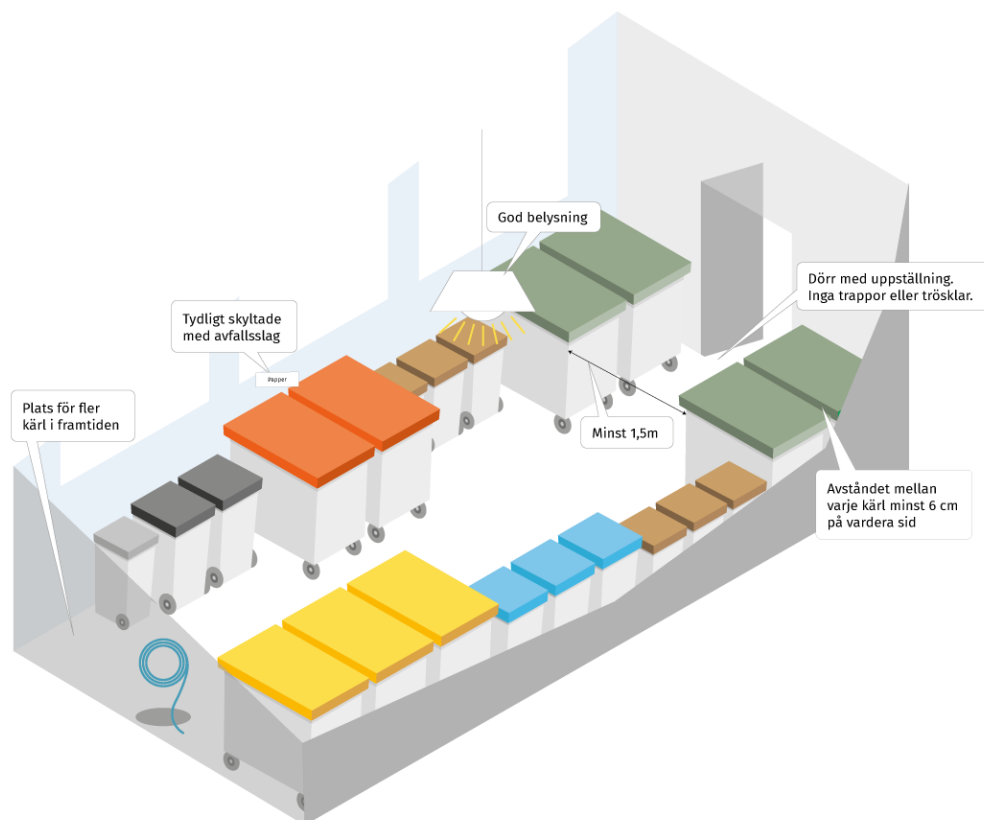 God belysning
Dörr med uppställning.
Inga trappor eller trösklar.
Tydligt skyltade
med avfallsslag
Papper
Plats för fler
kärl i framtiden
Minst 1,5m
Avståndet mellan
varje kärl minst 6 cm
på vardera sid